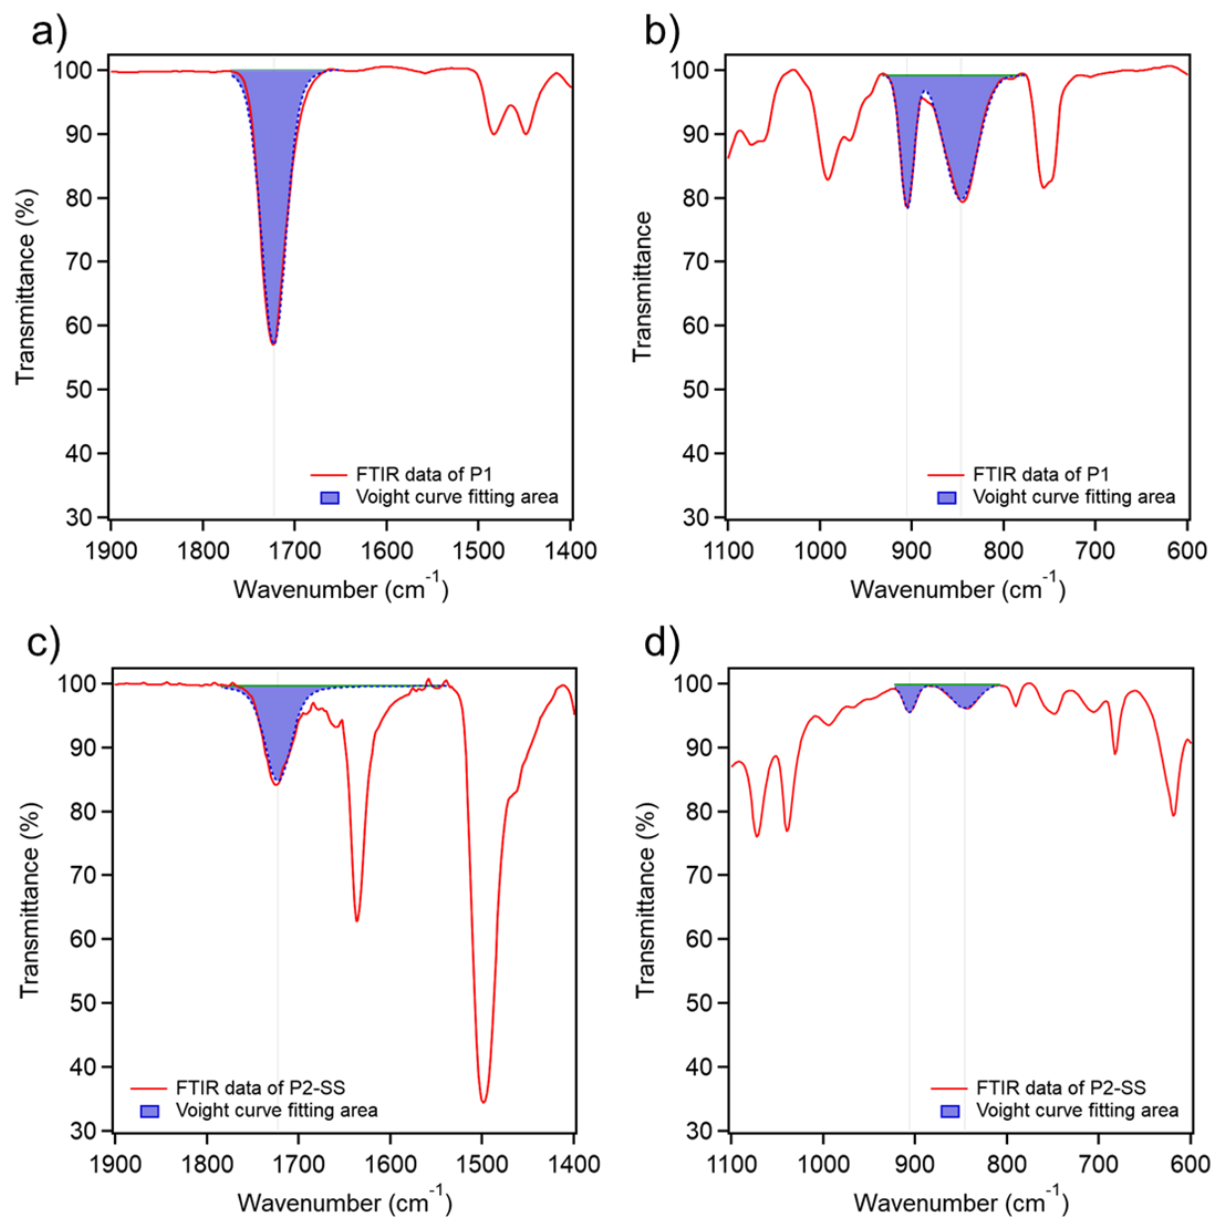 a)
100
90
80
70
60
50
40
30
Transmittance (%)
FTIR data of P1
Voight curve fitting area
1900 1800 1700 1600 1500 1400
Wavenumber (cm⁻¹)
b)
100
90
80
70
60
50
40
30
Transmittance
FTIR data of P1
Voight curve fitting area
1100 1000 900 800 700 600
Wavenumber (cm⁻¹)
c)
100
90
80
70
60
50
40
30
Transmittance (%)
FTIR data of P2-SS
Voight curve fitting area
1900 1800 1700 1600 1500 1400
Wavenumber (cm⁻¹)
d)
100
90
80
70
60
50
40
30
Transmittance (%)
FTIR data of P2-SS
Voight curve fitting area
1100 1000 900 800 700 600
Wavenumber (cm⁻¹)